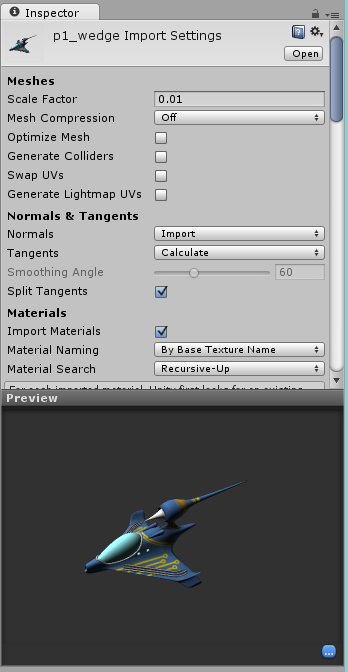 Inspector
p1_wedge Import Settings
Open
Meshes
Scale Factor 0.01
Mesh Compression Off
Optimize Mesh
Generate Colliders
Swap UVs
Generate Lightmap UVs
Normals & Tangents
Normals Import
Tangents Calculate
Smoothing Angle 60
Split Tangents
Materials
Import Materials
Material Naming By Base Texture Name
Material Search Recursive-Up
For each imported material, Unity first looks for an existing
Preview